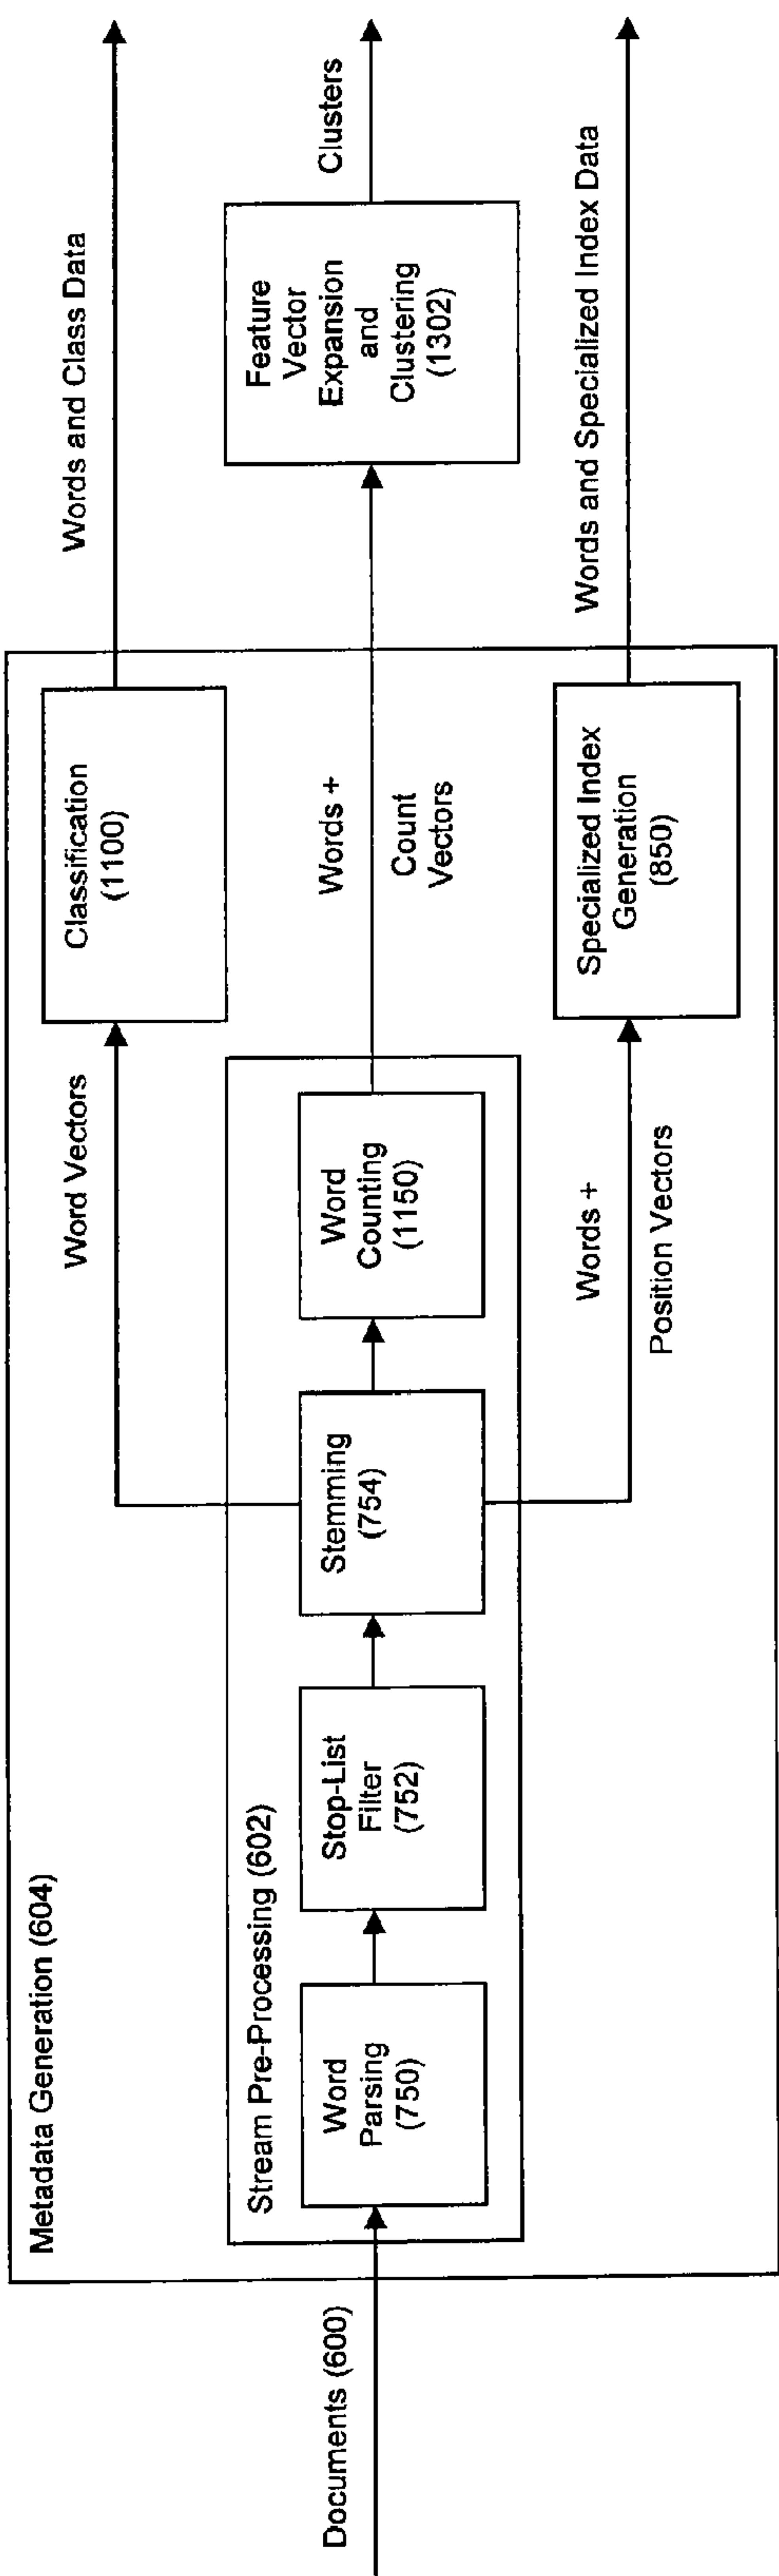 Metadata Generation (604)
Documents (600)
Stream Pre-Processing (602)
Word
Parsing
(750)
Stop-List
Filter
(752)
Stemming
(754)
Word
Counting
(1150)
Word Vectors
Classification
(1100)
Words and Class Data
Words +
Count
Vectors
Feature
Vector
Expansion
and
Clustering
(1302)
Clusters
Words +
Position Vectors
Specialized Index
Generation
(850)
Words and Specialized Index Data